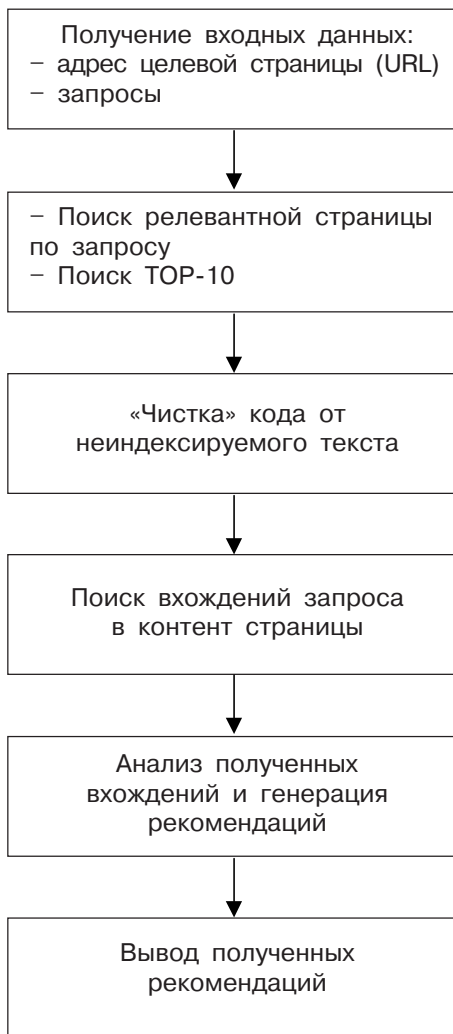 Получение входных данных:
– адрес целевой страницы (URL)
– запросы
– Поиск релевантной страницы
по запросу
– Поиск TOP-10
«Чистка» кода от
неиндексируемого текста
Поиск вхождений запроса
в контент страницы
Анализ полученных
вхождений и генерация
рекомендаций
Вывод полученных
рекомендаций